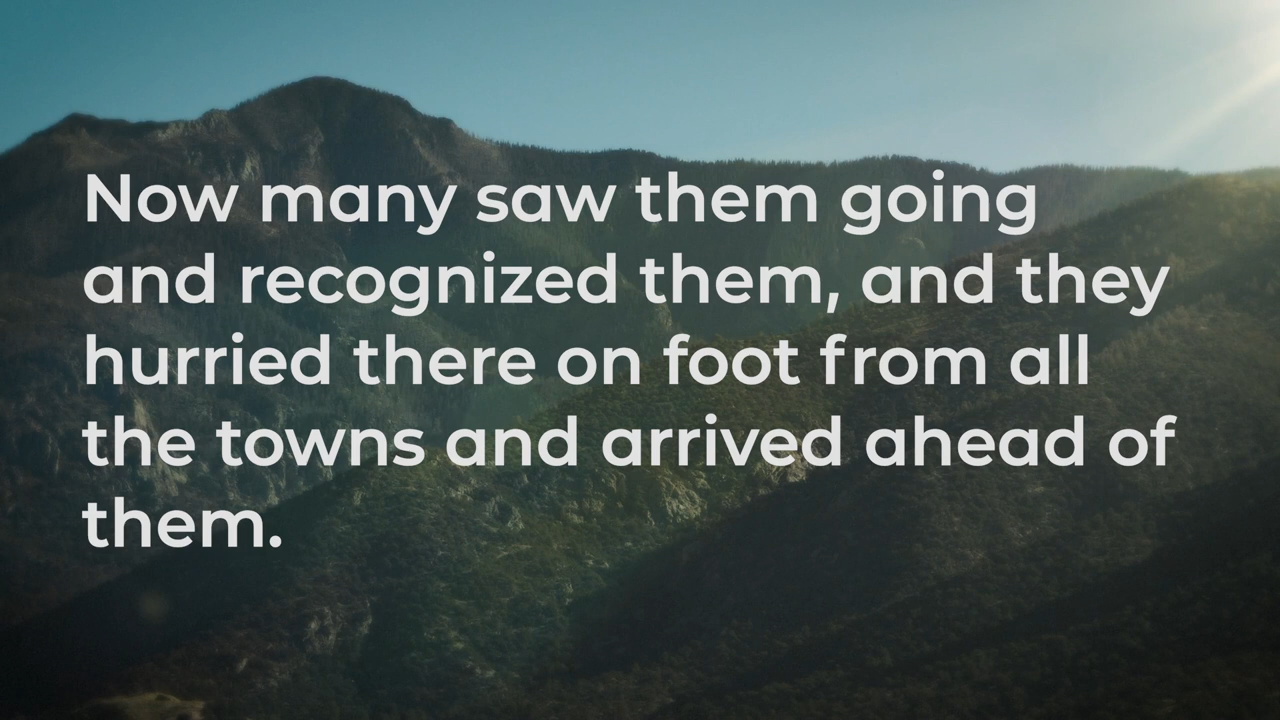 Now many saw them going
and recognized them, and they
hurried there on foot from all
the towns and arrived ahead of
them.